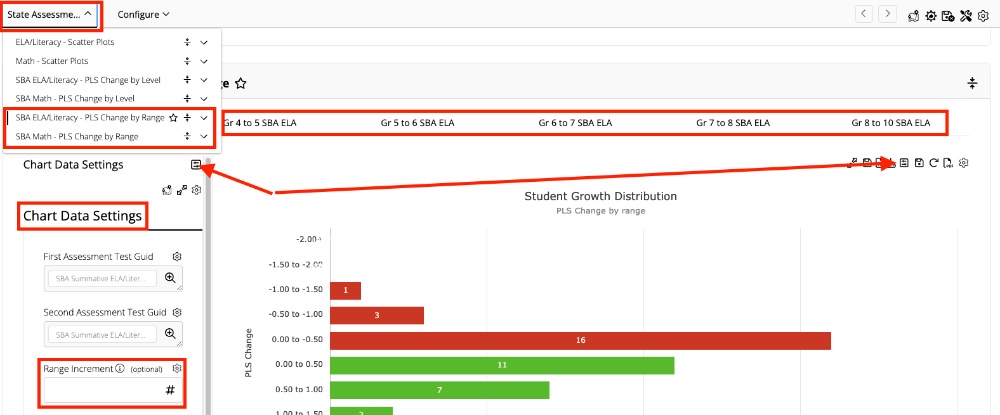 State Assessme...
Configure
ELA/Literacy - Scatter Plots
Math - Scatter Plots
SBA ELA/Literacy - PLS Change by Level
SBA Math - PLS Change by Level
SBA ELA/Literacy - PLS Change by Range
SBA Math - PLS Change by Range
Gr 4 to 5 SBA ELA
Gr 5 to 6 SBA ELA
Gr 6 to 7 SBA ELA
Gr 7 to 8 SBA ELA
Gr 8 to 10 SBA ELA
Chart Data Settings
Chart Data Settings
First Assessment Test Guid
SBA Summative ELA/Liter...
Second Assessment Test Guid
SBA Summative ELA/Liter...
Range Increment (optional)
#
PDF
Student Growth Distribution
PLS Change by range
PLS Change
-2.00+
-1.50 to -2.00
-1.00 to -1.50 1
-0.50 to -1.00 3
0.00 to -0.50 16
0.00 to 0.50 11
0.50 to 1.00 7
1.00 to 1.50 2